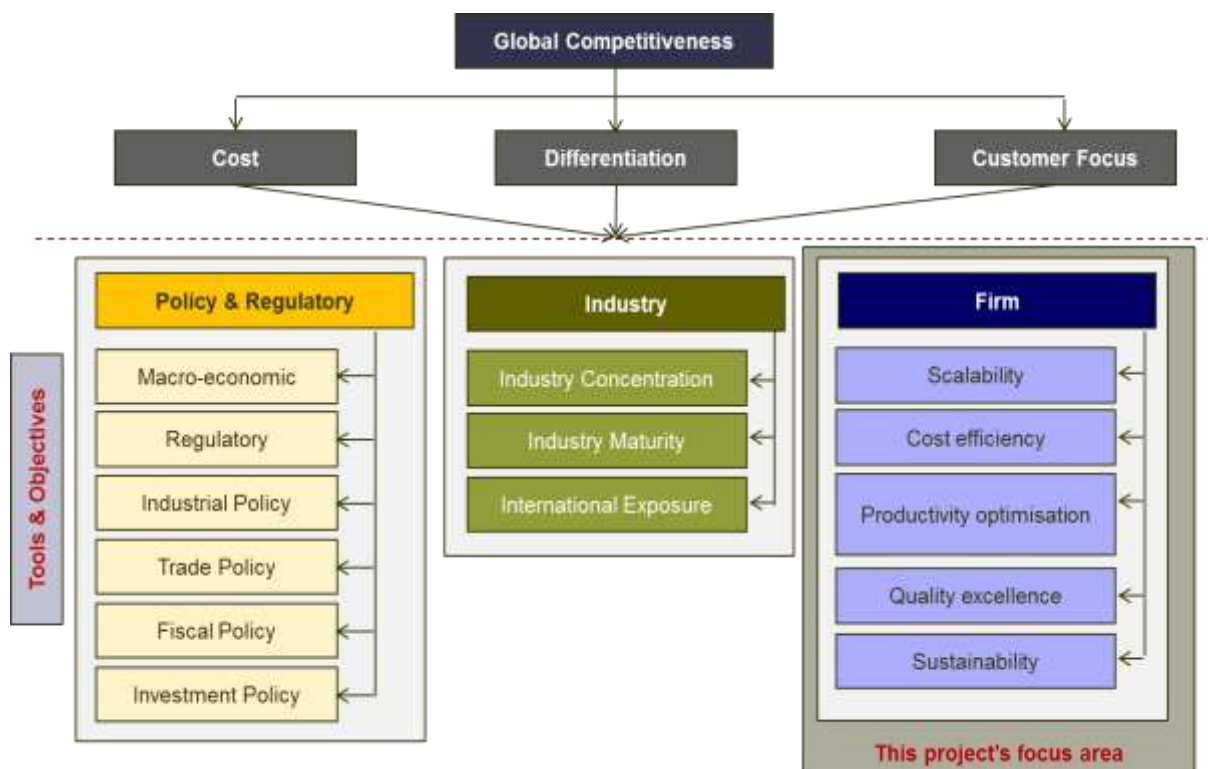 Global Competitiveness
Cost
Differentiation
Customer Focus
Tools & Objectives
Policy & Regulatory
Macro-economic
Regulatory
Industrial Policy
Trade Policy
Fiscal Policy
Investment Policy
Industry
Industry Concentration
Industry Maturity
International Exposure
Firm
Scalability
Cost efficiency
Productivity optimisation
Quality excellence
Sustainability
This project's focus area